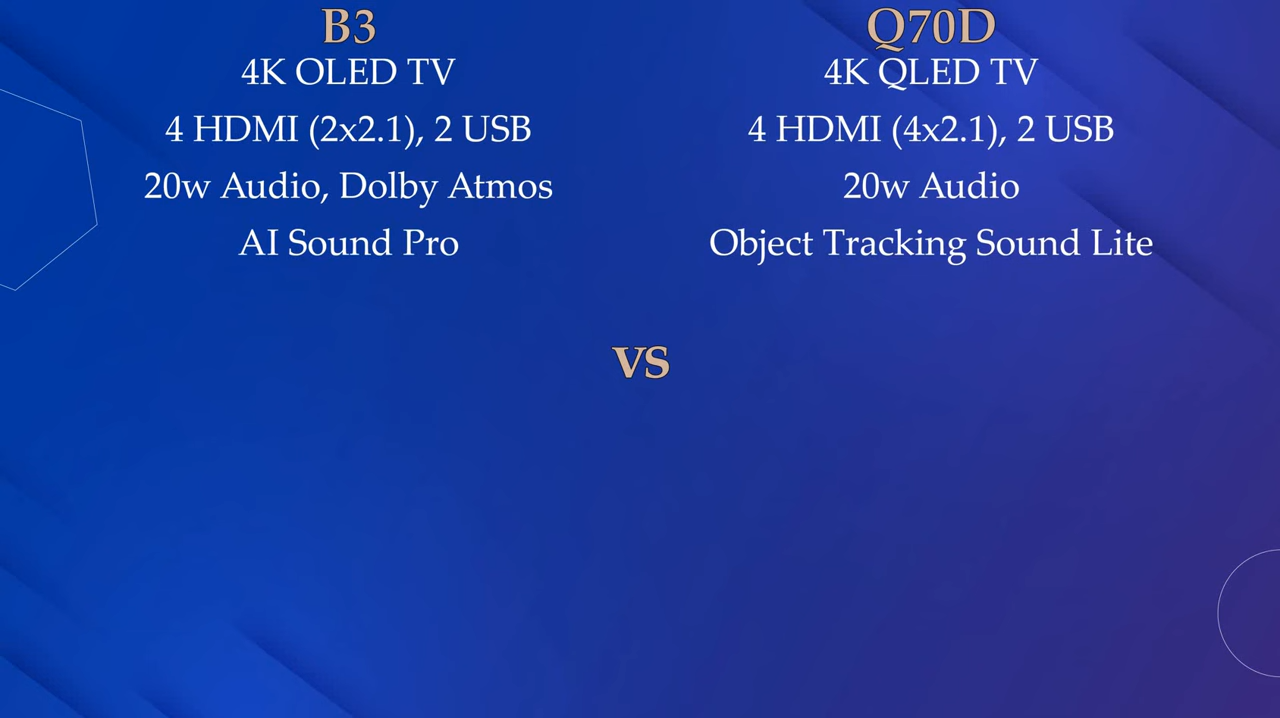 B3
4K OLED TV
4 HDMI (2x2.1), 2 USB
20w Audio, Dolby Atmos
AI Sound Pro
Q70D
4K QLED TV
4 HDMI (4x2.1), 2 USB
20w Audio
Object Tracking Sound Lite
VS